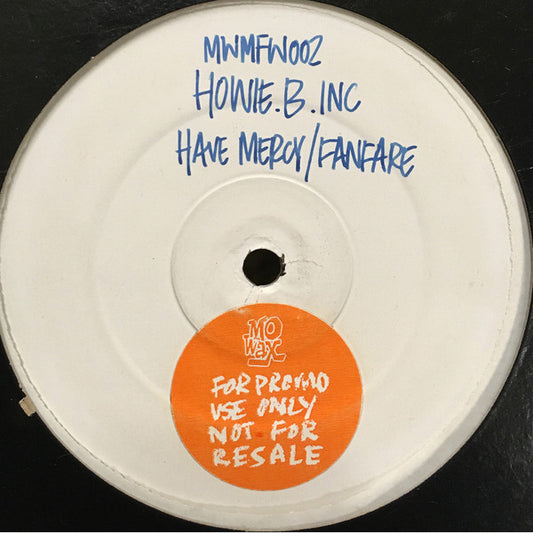 MWMFW002
HOWIE.B.INC
HAVE MERCY/FANFARE
MO
WAX
FOR PROMO
USE ONLY
NOT FOR
RESALE